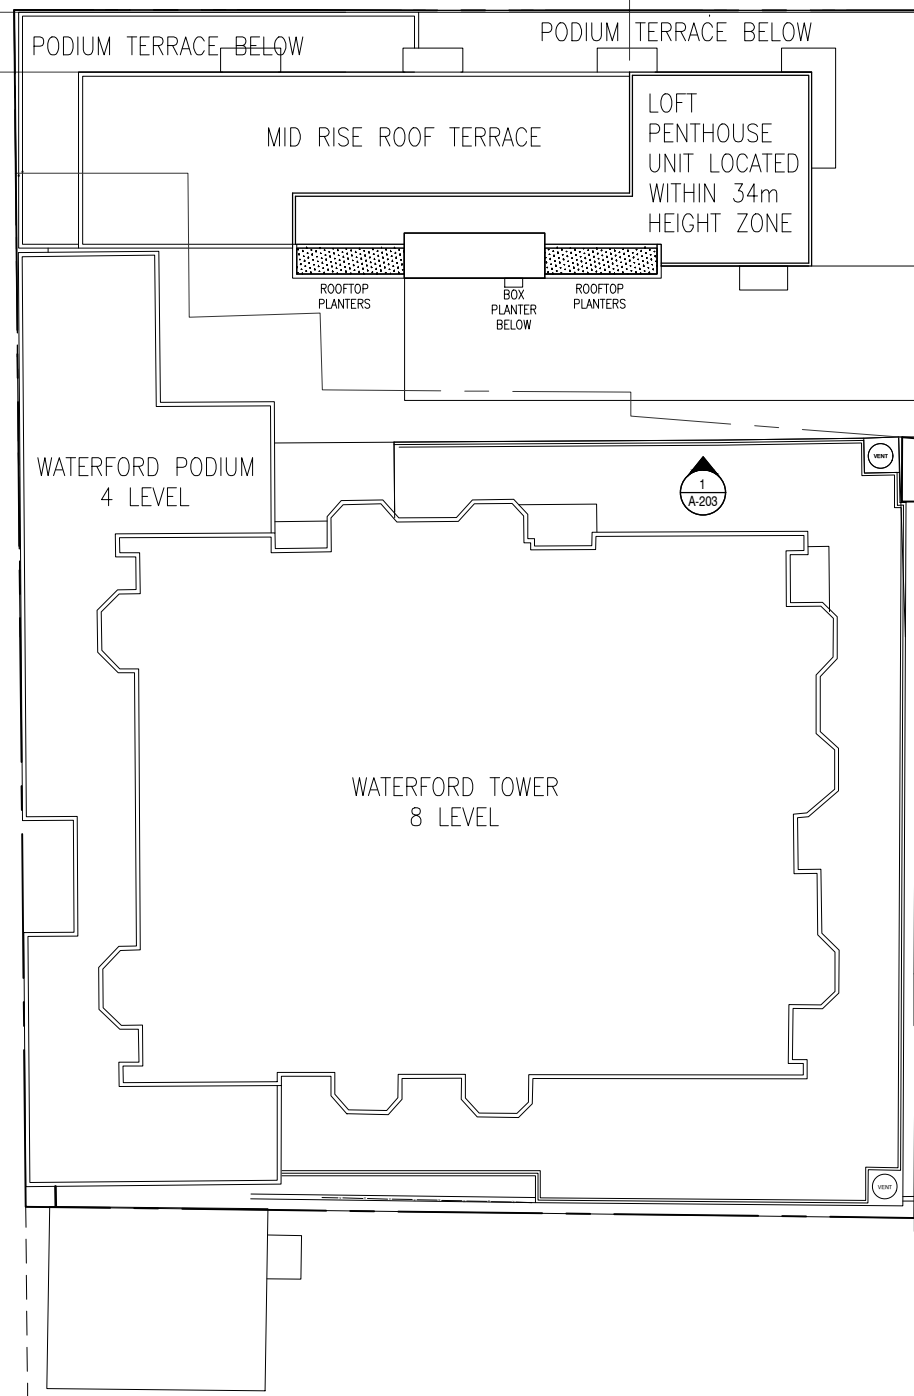 PODIUM TERRACE BELOW
PODIUM TERRACE BELOW
MID RISE ROOF TERRACE
LOFT
PENTHOUSE
UNIT LOCATED
WITHIN 34m
HEIGHT ZONE
ROOFTOP
PLANTERS
BOX
PLANTER
BELOW
ROOFTOP
PLANTERS
WATERFORD PODIUM
4 LEVEL
VENT
1
A-203
WATERFORD TOWER
8 LEVEL
VENT